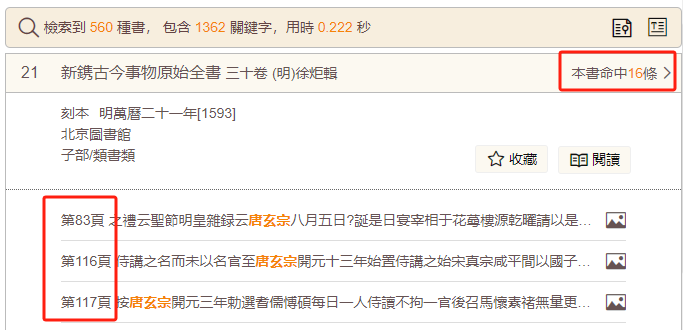 檢索到 560 種書，包含 1362 關鍵字，用時 0.222 秒
21 新鐫古今事物原始全書 三十卷 (明)徐炬輯 本書命中16條
刻本 明萬曆二十一年[1593]
北京圖書館
子部/類書類
收藏 閱讀
第83頁 之禮云聖節明皇雜録云唐玄宗八月五日?誕是日宴宰相于花萼樓源乾曜請以是…
第116頁 侍講之名而未以名官至唐玄宗開元十三年始置侍講之始宋真宗咸平間以國子…
第117頁 按唐玄宗開元三年勅選耆儒愽碩每日一人侍讀不拘一官後召馬懷素褚無量更…